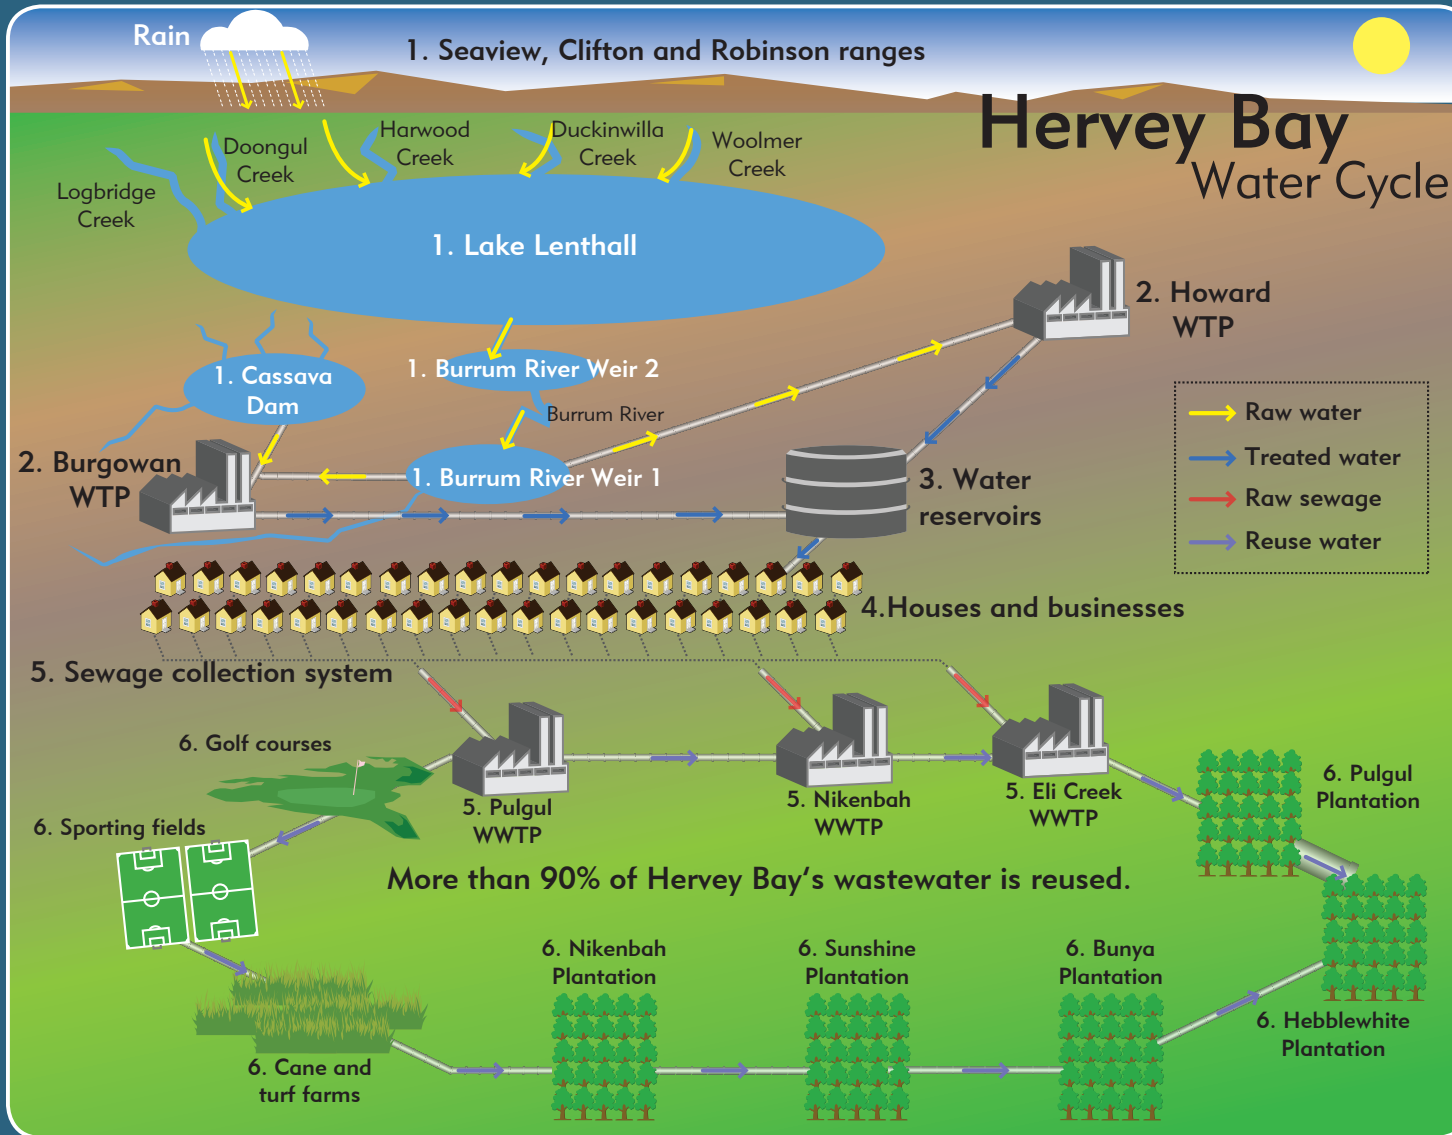 Rain
1. Seaview, Clifton and Robinson ranges
Hervey Bay
Water Cycle
Logbridge
Creek
Doongul
Creek
Harwood
Creek
Duckinwilla
Creek
Woolmer
Creek
1. Lake Lenthall
2. Howard
WTP
1. Cassava
Dam
1. Burrum River Weir 2
Burrum River
2. Burgowan
WTP
1. Burrum River Weir 1
3. Water
reservoirs
Raw water
Treated water
Raw sewage
Reuse water
4.Houses and businesses
5. Sewage collection system
6. Golf courses
5. Pulgul
WWTP
5. Nikenbah
WWTP
5. Eli Creek
WWTP
6. Pulgul
Plantation
6. Sporting fields
More than 90% of Hervey Bay's wastewater is reused.
6. Nikenbah
Plantation
6. Sunshine
Plantation
6. Bunya
Plantation
6. Hebblewhite
Plantation
6. Cane and
turf farms